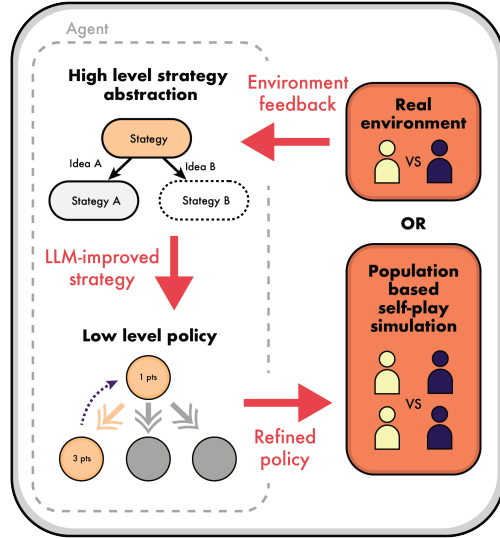 Agent
High level strategy
abstraction
Stategy
Idea A
Idea B
Stategy A
Stategy B
LLM-improved
strategy
Low level policy
1 pts
3 pts
Environment
feedback
Real
environment
VS
OR
Population
based
self-play
simulation
VS
Refined
policy